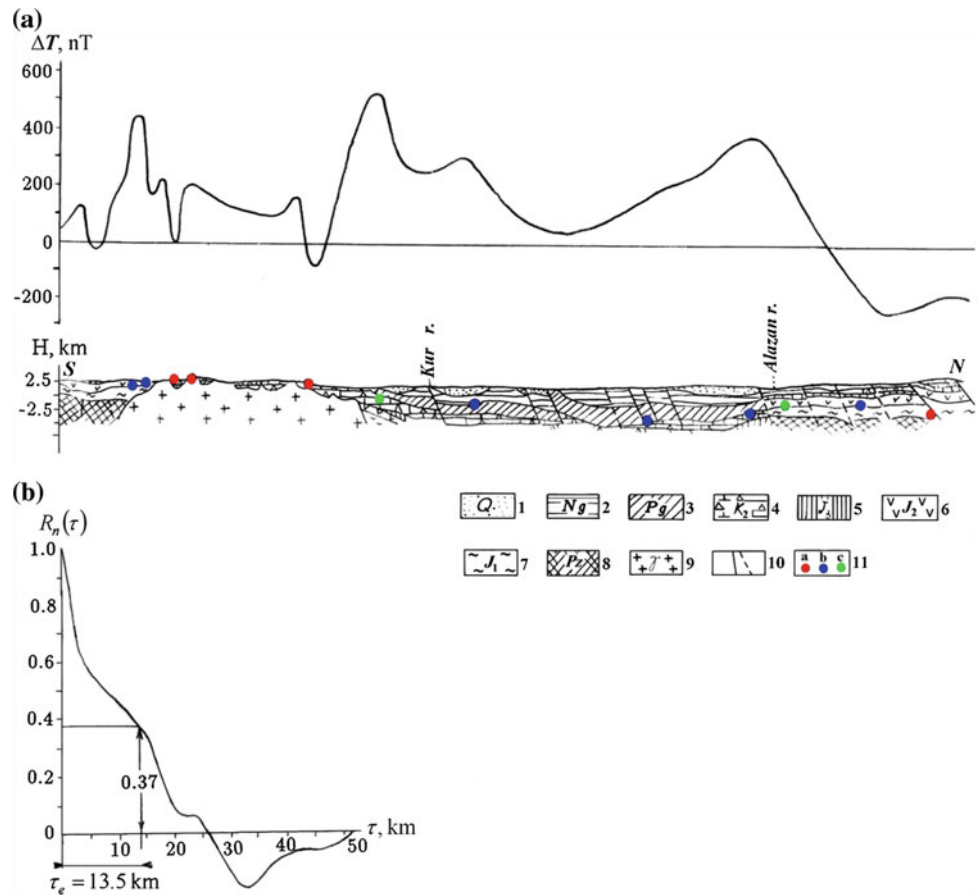 (a)
ΔT, nT
600
400
200
0
-200
Kur r.
Alazan r.
H, km
S
N
2.5
-2.5
(b)
Rn(τ)
1.0
0.8
0.6
0.4
0.2
0
0.37
10 20 30 40 50
τ, km
τe = 13.5 km
Q 1 Ng 2 Pg 3 K2 4 J3 5 J2 6
J1 7 Pz 8 γ 9 10 a b c 11